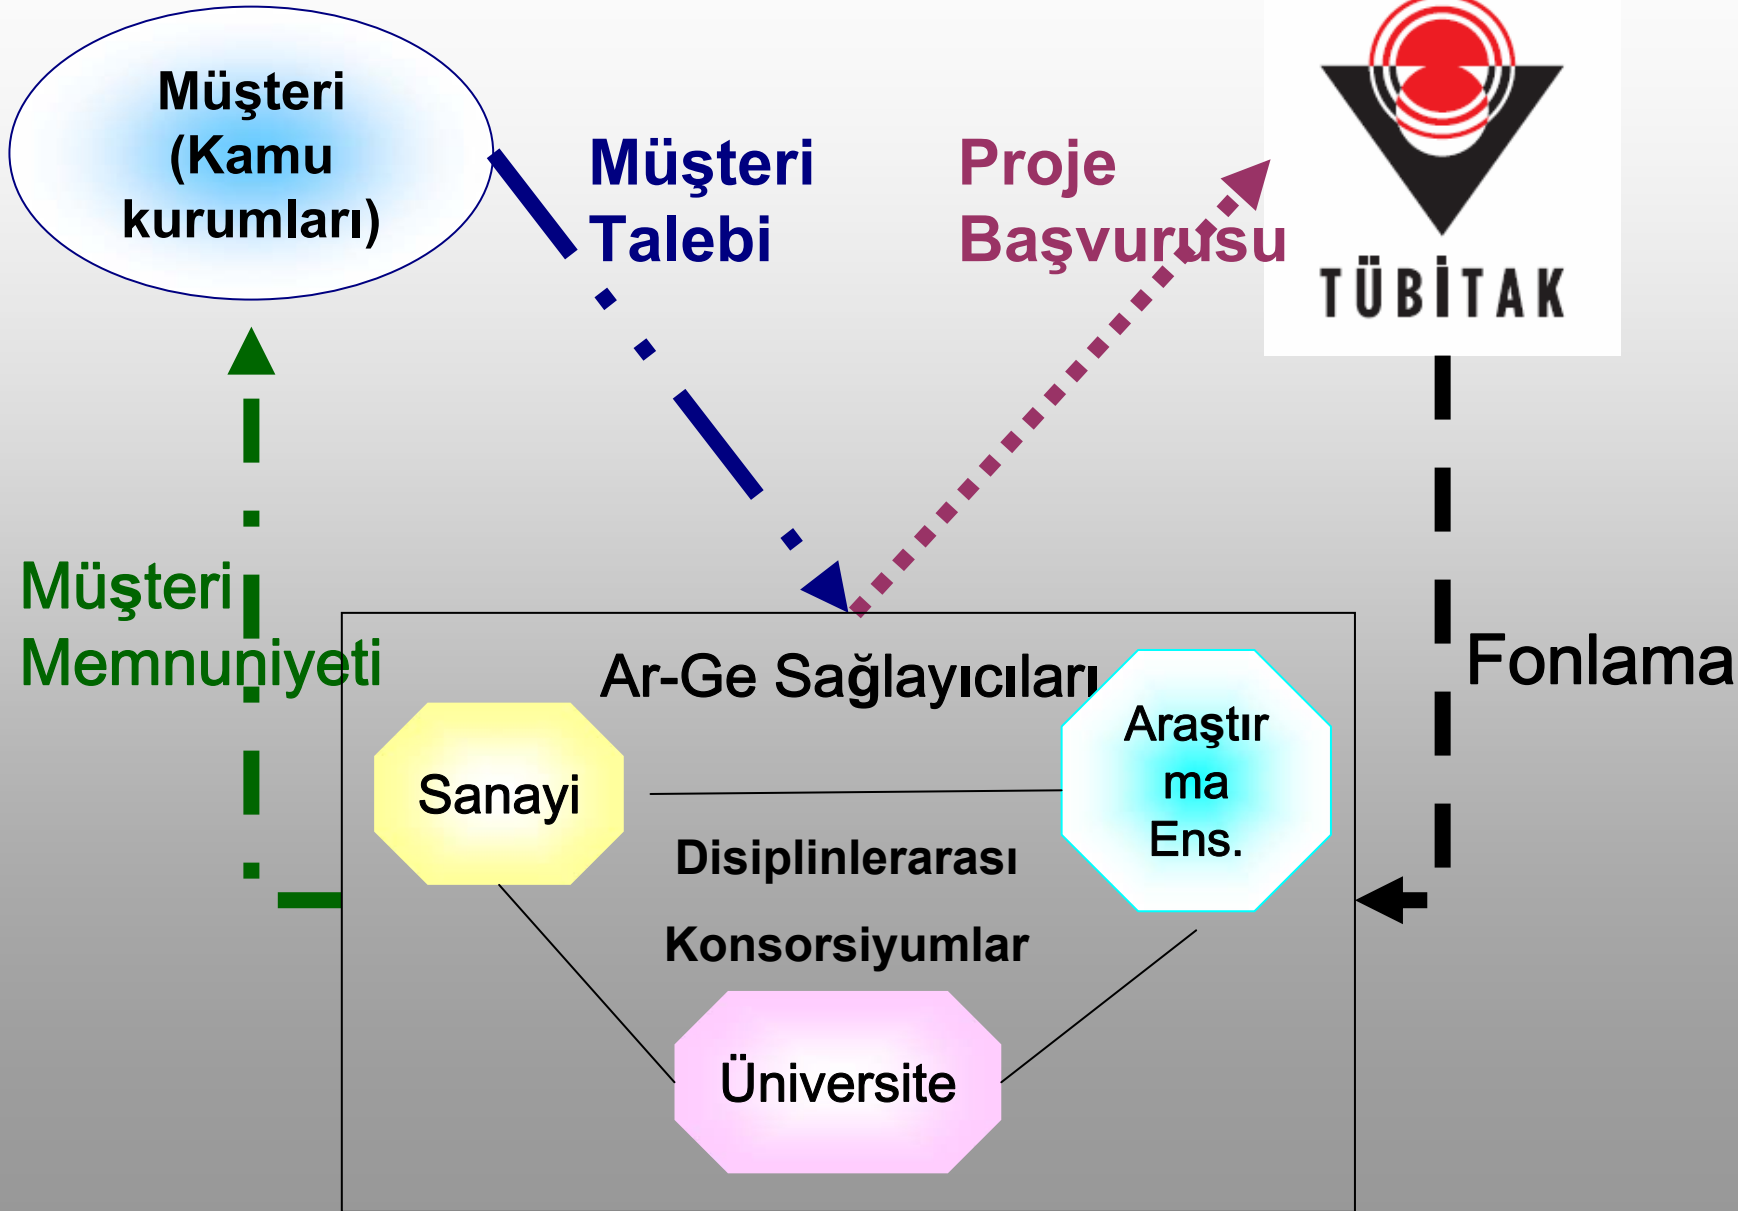 Müşteri
(Kamu
kurumları)
Müşteri
Talebi
Proje
Başvurusu
TÜBİTAK
Müşteri
Memnuniyeti
Fonlama
Ar-Ge Sağlayıcıları
Sanayi
Araştır
ma
Ens.
Disiplinlerarası
Konsorsiyumlar
Üniversite